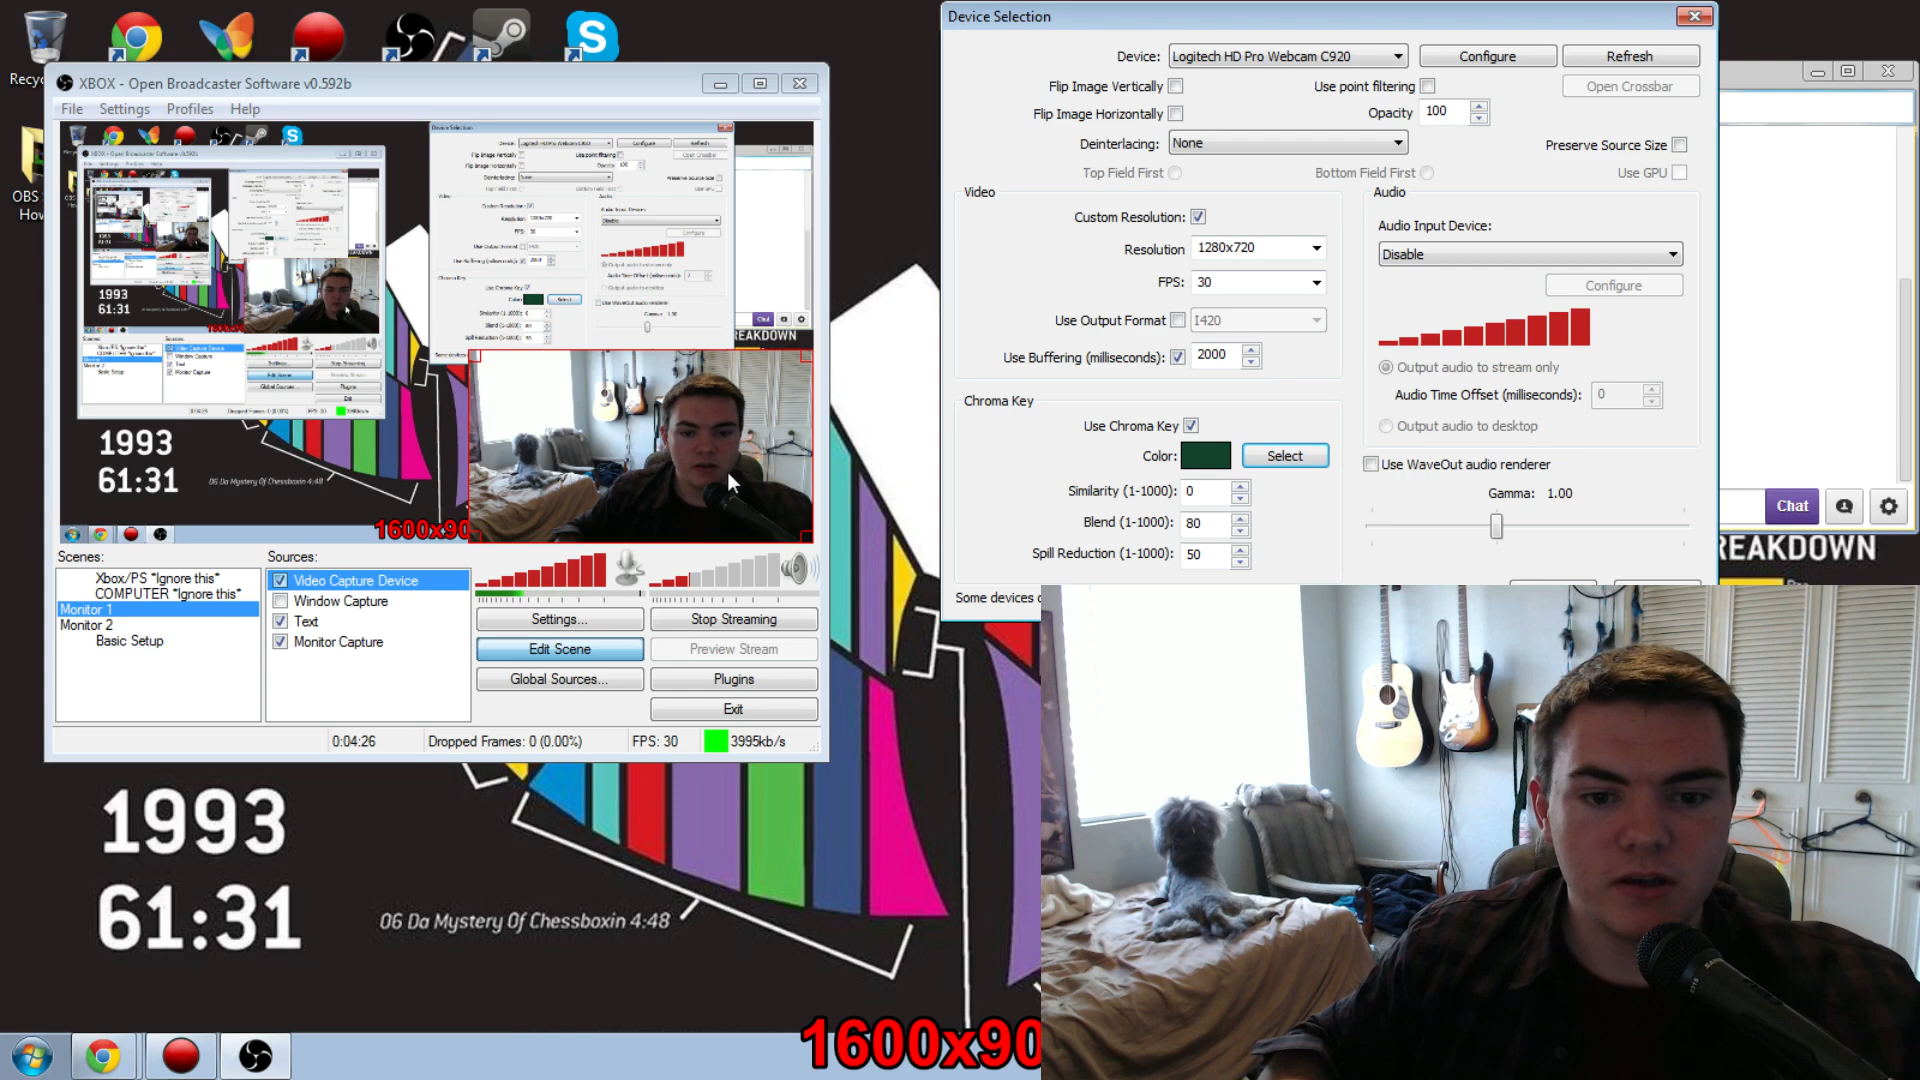 Recyc
OBS
How
XBOX - Open Broadcaster Software v0.592b
File Settings Profiles Help
1993
61:31
06 Da Mystery Of Chessboxin 4:48
1600x90
Scenes:
Xbox/PS *Ignore this*
COMPUTER *Ignore this*
Monitor 1
Monitor 2
Basic Setup
Sources:
Video Capture Device
Window Capture
Text
Monitor Capture
Settings...
Stop Streaming
Edit Scene
Preview Stream
Global Sources...
Plugins
Exit
0:04:26
Dropped Frames: 0 (0.00%)
FPS: 30
3995kb/s
Device Selection
Device: Logitech HD Pro Webcam C920
Configure
Refresh
Flip Image Vertically
Use point filtering
Open Crossbar
Flip Image Horizontally
Opacity 100
Deinterlacing: None
Preserve Source Size
Top Field First
Bottom Field First
Use GPU
Video
Custom Resolution:
Resolution 1280x720
FPS: 30
Use Output Format I420
Use Buffering (milliseconds): 2000
Chroma Key
Use Chroma Key
Color:
Select
Similarity (1-1000): 0
Blend (1-1000): 80
Spill Reduction (1-1000): 50
Some devices
Audio
Audio Input Device:
Disable
Configure
Output audio to stream only
Audio Time Offset (milliseconds): 0
Output audio to desktop
Use WaveOut audio renderer
Gamma: 1.00
Chat
REAKDOWN
1993
61:31
06 Da Mystery Of Chessboxin 4:48
1600x90